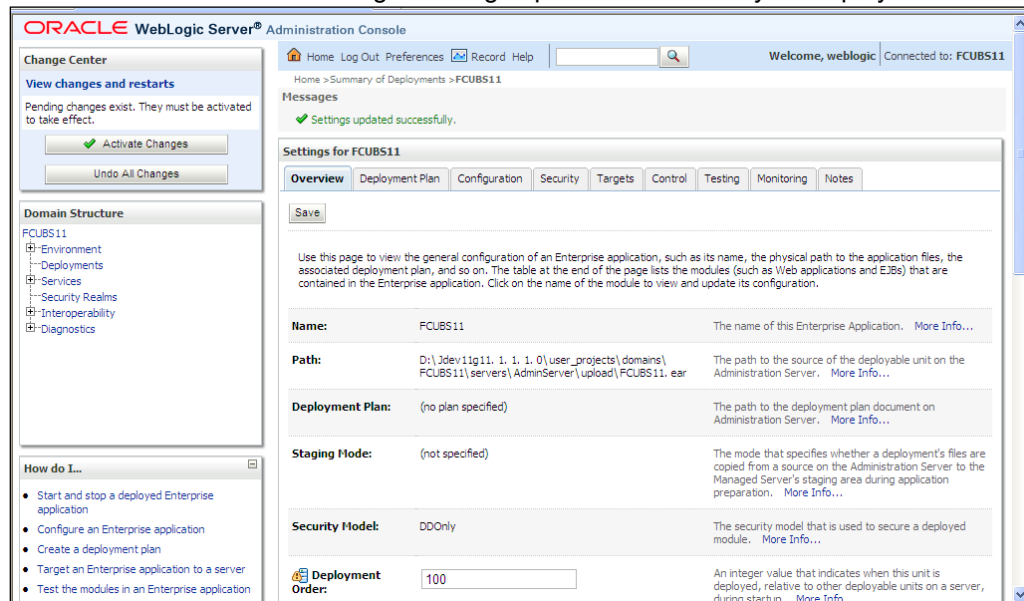 ORACLE WebLogic Server® Administration Console
Change Center
View changes and restarts
Pending changes exist. They must be activated
to take effect.
Activate Changes
Undo All Changes
Domain Structure
FCUBS11
Environment
Deployments
Services
Security Realms
Interoperability
Diagnostics
How do I...
Start and stop a deployed Enterprise
application
Configure an Enterprise application
Create a deployment plan
Target an Enterprise application to a server
Test the modules in an Enterprise application
Home Log Out Preferences Record Help
Welcome, weblogic Connected to: FCUBS11
Home >Summary of Deployments >FCUBS11
Messages
Settings updated successfully.
Settings for FCUBS11
Overview Deployment Plan Configuration Security Targets Control Testing Monitoring Notes
Save
Use this page to view the general configuration of an Enterprise application, such as its name, the physical path to the application files, the
associated deployment plan, and so on. The table at the end of the page lists the modules (such as Web applications and EJBs) that are
contained in the Enterprise application. Click on the name of the module to view and update its configuration.
Name: FCUBS11 The name of this Enterprise Application. More Info...
Path: D:\Jdev11g11. 1. 1. 1. 0\user_projects\domains\ The path to the source of the deployable unit on the
FCUBS11\servers\AdminServer\upload\FCUBS11. ear Administration Server. More Info...
Deployment Plan: (no plan specified) The path to the deployment plan document on
Administration Server. More Info...
Staging Mode: (not specified) The mode that specifies whether a deployment's files are
copied from a source on the Administration Server to the
Managed Server's staging area during application
preparation. More Info...
Security Model: DDOnly The security model that is used to secure a deployed
module. More Info...
Deployment 100 An integer value that indicates when this unit is
Order: deployed, relative to other deployable units on a server,
during startup. More Info